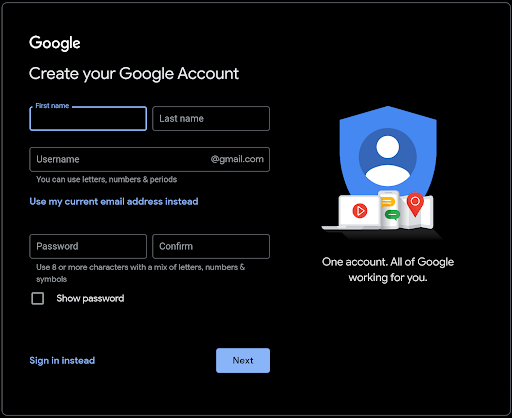 Google
Create your Google Account
First name
Last name
Username
@gmail.com
You can use letters, numbers & periods
Use my current email address instead
Password
Confirm
Use 8 or more characters with a mix of letters, numbers &
symbols
Show password
One account. All of Google
working for you.
Sign in instead
Next